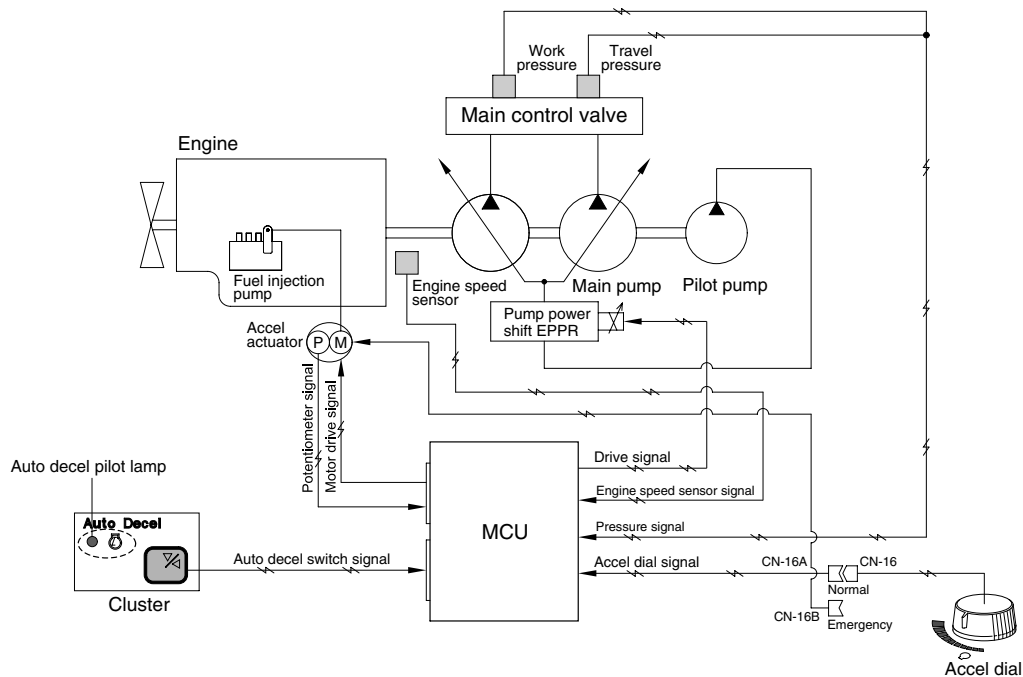 Work
pressure
Travel
pressure
Main control valve
Engine
Fuel injection
pump
Engine speed
sensor
Main pump
Pilot pump
Pump power
shift EPPR
Accel
actuator
P
M
Potentiometer signal
Motor drive signal
Auto decel pilot lamp
Auto Decel
Cluster
Auto decel switch signal
MCU
Drive signal
Engine speed sensor signal
Pressure signal
Accel dial signal
CN-16A
CN-16
Normal
CN-16B
Emergency
Accel dial